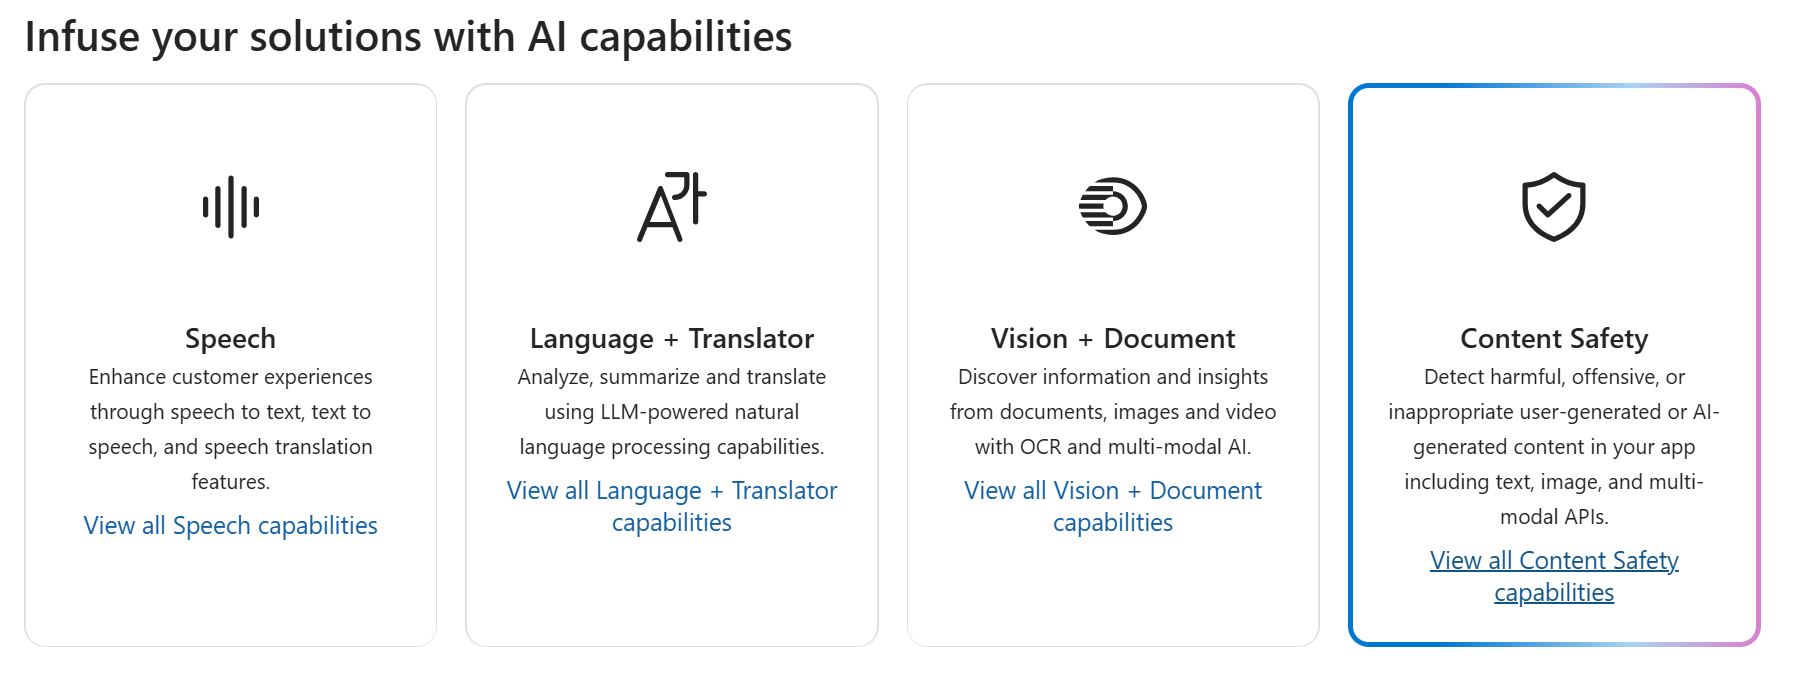 Infuse your solutions with AI capabilities
Speech
Enhance customer experiences
through speech to text, text to
speech, and speech translation
features.
View all Speech capabilities
Language + Translator
Analyze, summarize and translate
using LLM-powered natural
language processing capabilities.
View all Language + Translator
capabilities
Vision + Document
Discover information and insights
from documents, images and video
with OCR and multi-modal AI.
View all Vision + Document
capabilities
Content Safety
Detect harmful, offensive, or
inappropriate user-generated or AI-
generated content in your app
including text, image, and multi-
modal APIs.
View all Content Safety
capabilities